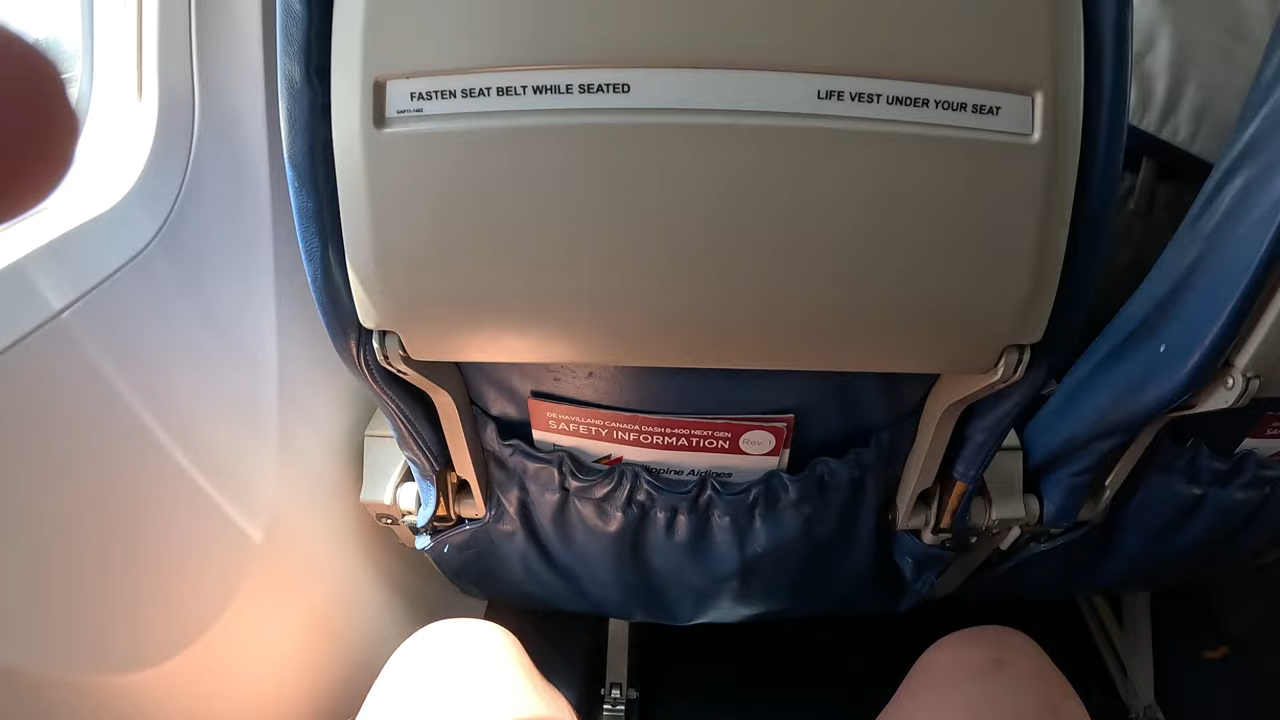 FASTEN SEAT BELT WHILE SEATED
LIFE VEST UNDER YOUR SEAT
DE HAVILLAND CANADA DASH 8-400 NEXT GEN
SAFETY INFORMATION
Rev. 1
Airlines